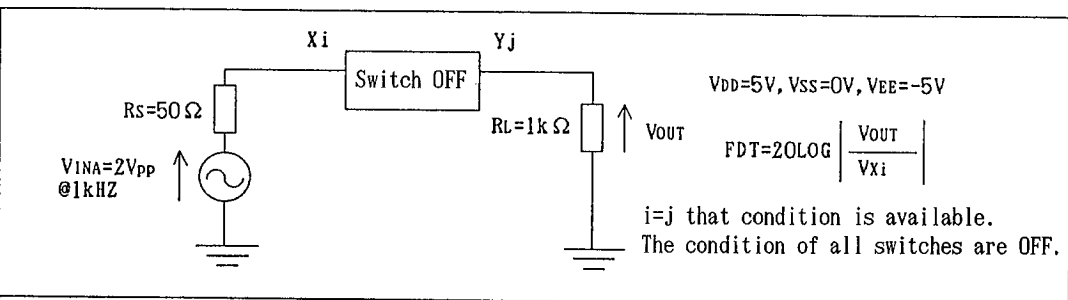 Xi
Yj
Switch OFF
RS=50Ω
RL=1kΩ
VOUT
VINA=2Vpp
@1kHZ
VDD=5V, VSS=0V, VEE=-5V
FDT=20LOG | VOUT / VXi |
i=j that condition is available.
The condition of all switches are OFF.